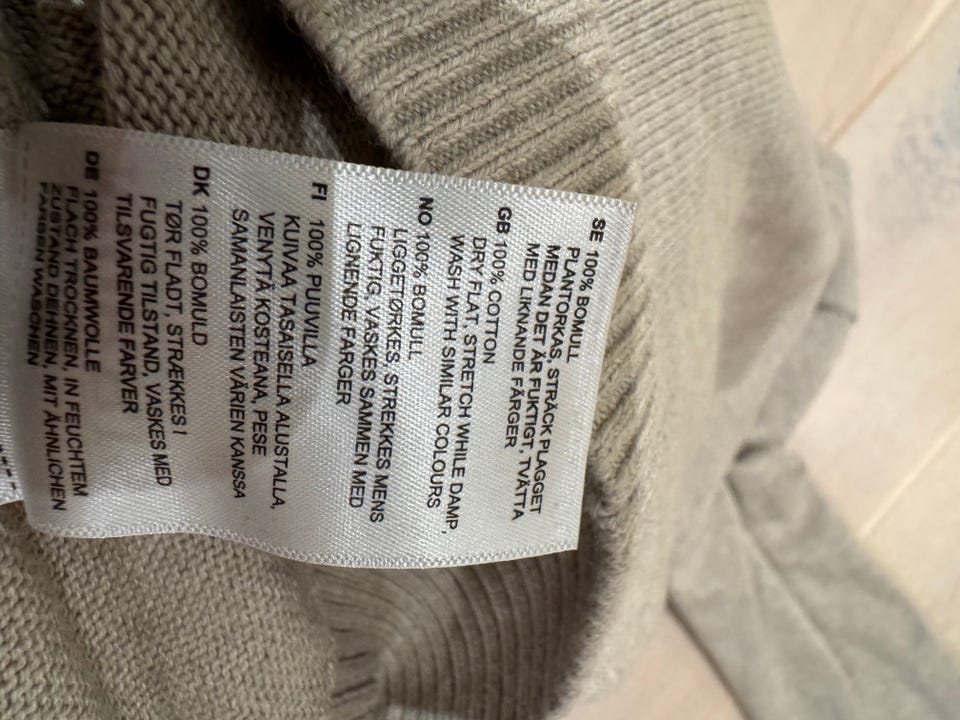 SE 100% BOMULL
PLANTORKAS, STRÄCK PLAGGET
MEDAN DET ÄR FUKTIGT, TVÄTTA
MED LIKNANDE FÄRGER
GB 100% COTTON
DRY FLAT, STRETCH WHILE DAMP,
WASH WITH SIMILAR COLOURS
NO 100% BOMULL
LIGGETØRKES, STREKKES MENS
FUKTIG, VASKES SAMMEN MED
LIGNENDE FARGER
FI 100% PUUVILLA
KUIVAA TASAISELLA ALUSTALLA,
VENYTÄ KOSTEANA, PESE
SAMANLAISTEN VÄRIEN KANSSA
DK 100% BOMULD
TØR FLADT, STRÆKKES I
FUGTIG TILSTAND, VASKES MED
TILSVARENDE FARVER
DE 100% BAUMWOLLE
FLACH TROCKNEN, IN FEUCHTEM
ZUSTAND DEHNEN, MIT ÄHNLICHEN
FARBEN WASCHEN